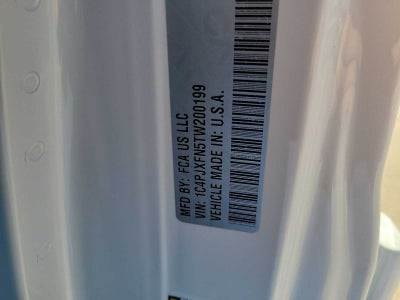 MFD BY: FCA US LLC
VIN: 1C4PJXFN5TW200199
VEHICLE MADE IN: U.S.A.